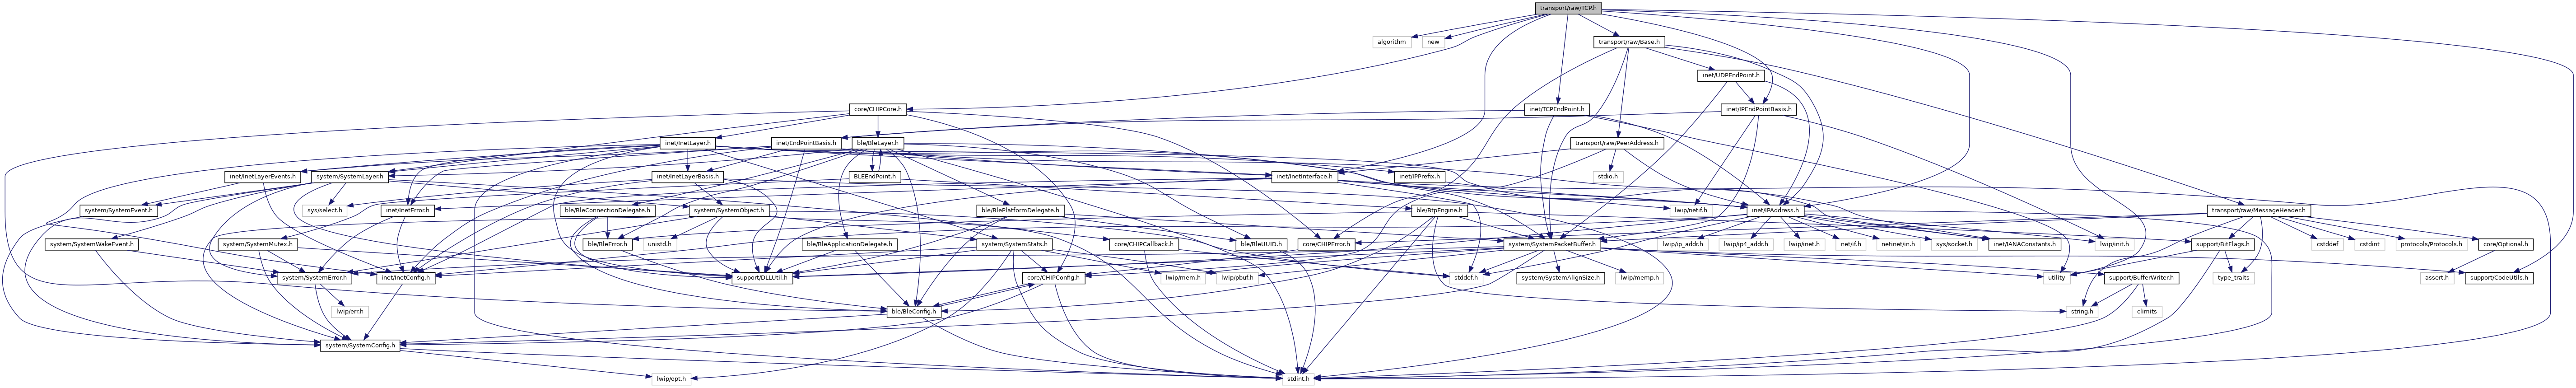 transport/raw/TCP.h
algorithm
new
transport/raw/Base.h
inet/UDPEndPoint.h
core/CHIPCore.h
inet/TCPEndPoint.h
inet/IPEndPointBasis.h
inet/InetLayer.h
inet/EndPointBasis.h
ble/BleLayer.h
transport/raw/PeerAddress.h
inet/InetLayerEvents.h
system/SystemLayer.h
inet/InetLayerBasis.h
BLEEndPoint.h
inet/InetInterface.h
inet/IPPrefix.h
stdio.h
system/SystemEvent.h
sys/select.h
inet/InetError.h
ble/BleConnectionDelegate.h
system/SystemObject.h
ble/BlePlatformDelegate.h
ble/BtpEngine.h
lwip/netif.h
inet/IPAddress.h
transport/raw/MessageHeader.h
system/SystemWakeEvent.h
system/SystemMutex.h
ble/BleError.h
unistd.h
ble/BleApplicationDelegate.h
system/SystemStats.h
core/CHIPCallback.h
ble/BleUUID.h
core/CHIPError.h
system/SystemPacketBuffer.h
lwip/ip_addr.h
lwip/ip4_addr.h
lwip/inet.h
net/if.h
netinet/in.h
sys/socket.h
inet/IANAConstants.h
lwip/init.h
support/BitFlags.h
cstddef
cstdint
protocols/Protocols.h
core/Optional.h
system/SystemError.h
inet/InetConfig.h
support/DLLUtil.h
core/CHIPConfig.h
lwip/mem.h
lwip/pbuf.h
stddef.h
system/SystemAlignSize.h
lwip/memp.h
utility
support/BufferWriter.h
type_traits
assert.h
support/CodeUtils.h
lwip/err.h
ble/BleConfig.h
string.h
climits
system/SystemConfig.h
lwip/opt.h
stdint.h